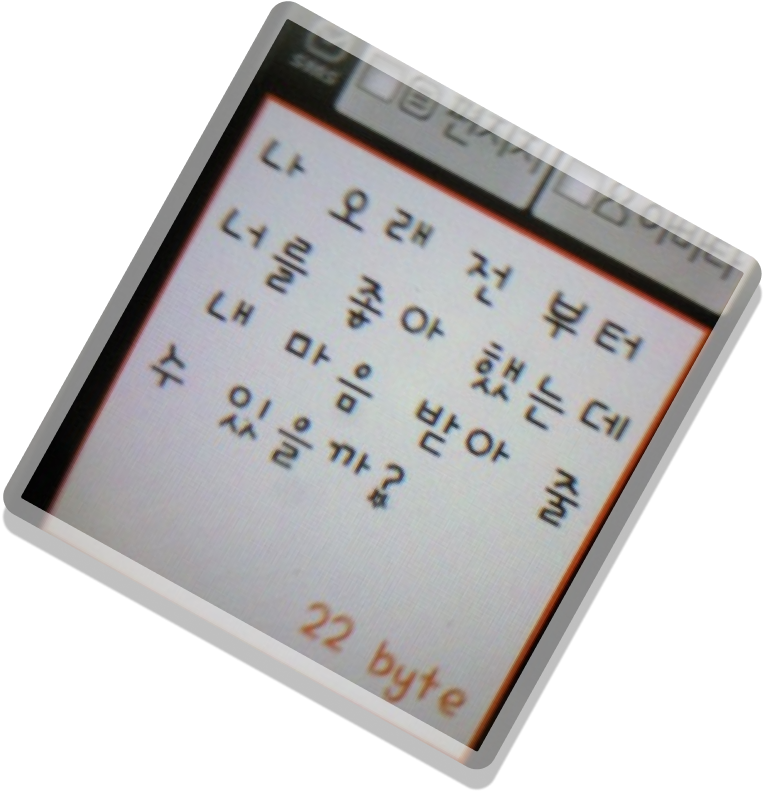 SMS
나 오래 전 부터
너를 좋아 했는데
내 마음 받아 줄
수 있을까?
22 byte